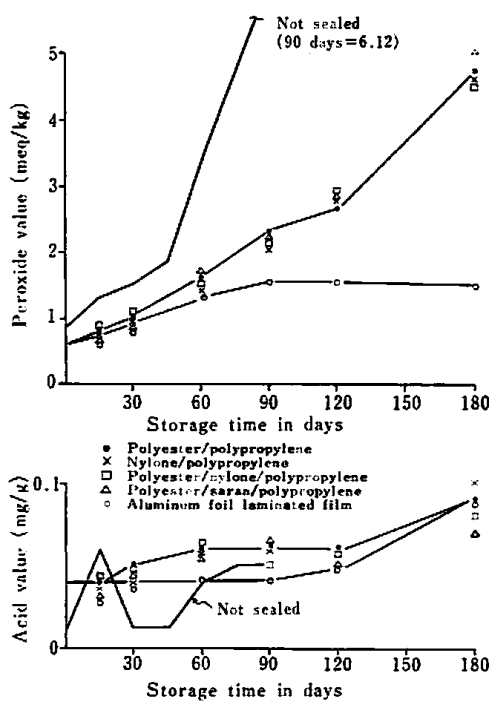 Not sealed
(90 days=6.12)
Peroxide value (meq/kg)
5
4
3
2
1
0
30 60 90 120 180
Storage time in days
• Polyester/polypropylene
× Nylone/polypropylene
□ Polyester/nylone/polypropylene
△ Polyester/saran/polypropylene
○ Aluminum foil laminated film
Acid value (mg/g)
0.1
0
Not sealed
30 60 90 120 180
Storage time in days